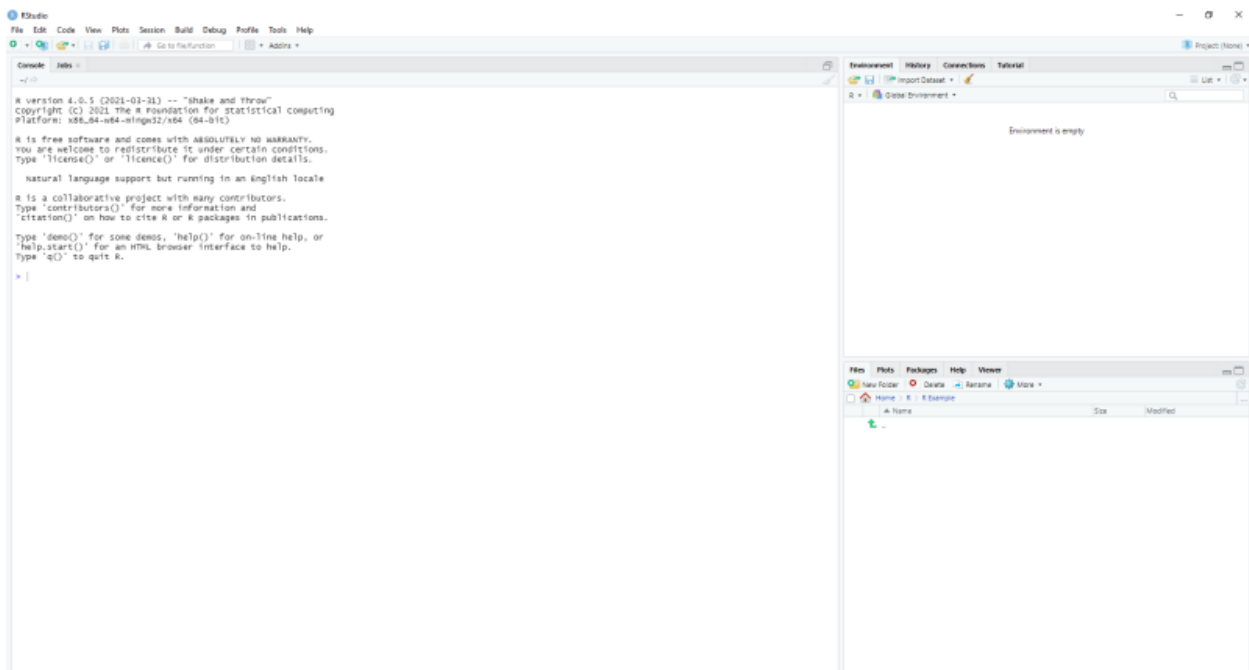 RStudio
File Edit Code View Plots Session Build Debug Profile Tools Help
Go to file/function Addins Project: (None)
Console Jobs
~/
R version 4.0.5 (2021-03-31) -- "Shake and Throw"
Copyright (C) 2021 The R Foundation for Statistical Computing
Platform: x86_64-w64-mingw32/x64 (64-bit)
R is free software and comes with ABSOLUTELY NO WARRANTY.
You are welcome to redistribute it under certain conditions.
Type 'license()' or 'licence()' for distribution details.
Natural language support but running in an English locale
R is a collaborative project with many contributors.
Type 'contributors()' for more information and
'citation()' on how to cite R or R packages in publications.
Type 'demo()' for some demos, 'help()' for on-line help, or
'help.start()' for an HTML browser interface to help.
Type 'q()' to quit R.
>
Environment History Connections Tutorial
Import Dataset List
R Global Environment
Environment is empty
Files Plots Packages Help Viewer
New Folder Delete Rename More
Home R R Example
Name Size Modified
..